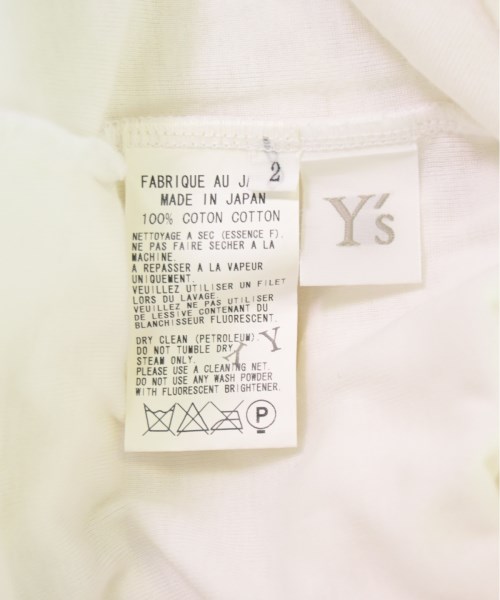 2
FABRIQUE AU
MADE IN JAPAN
100% COTON COTTON
NETTOYAGE A SEC (ESSENCE F).
NE PAS FAIRE SECHER A LA
MACHINE.
A REPASSER A LA VAPEUR
UNIQUEMENT.
VEUILLEZ UTILISER UN FILET
LORS DU LAVAGE.
VEUILLEZ NE PAS UTILISER
DE LESSIVE CONTENANT DU
BLANCHISSEUR FLUORESCENT.
DRY CLEAN (PETROLEUM).
DO NOT TUMBLE DRY.
STEAM ONLY.
PLEASE USE A CLEANING NET.
DO NOT USE ANY WASH POWDER
WITH FLUORESCENT BRIGHTENER.
Y Y
P
Y's